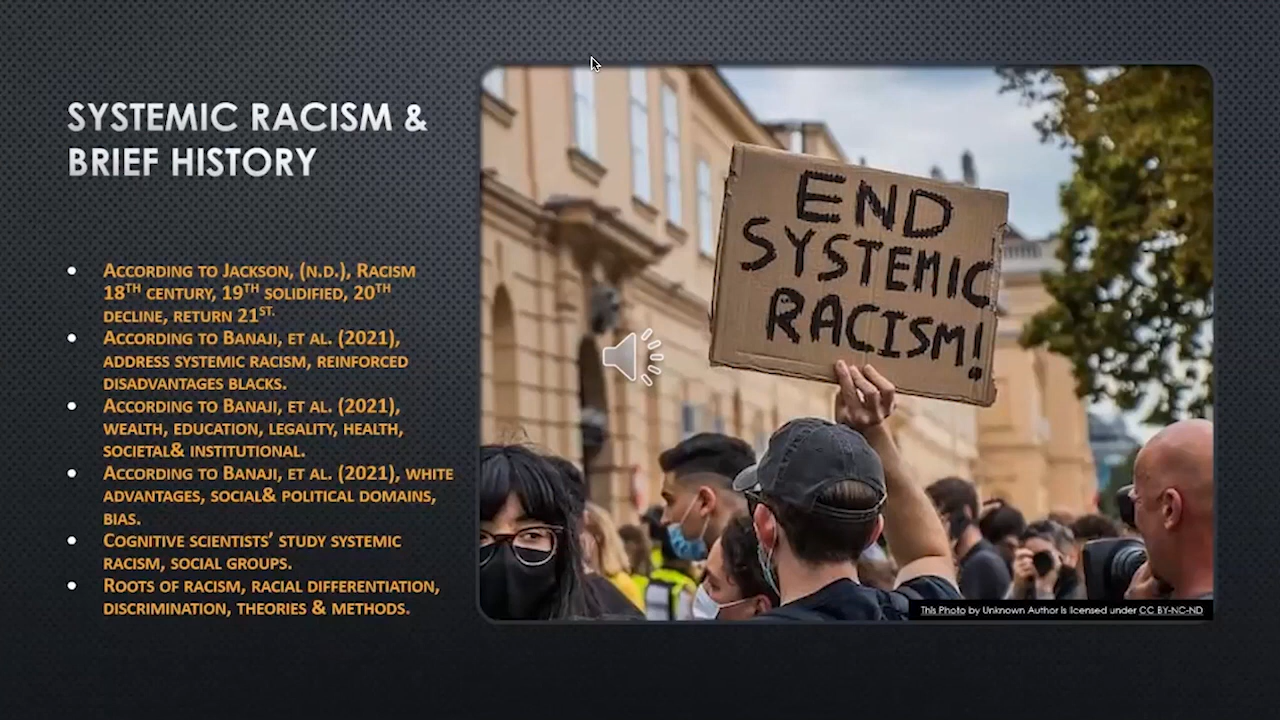 SYSTEMIC RACISM &
BRIEF HISTORY
• ACCORDING TO JACKSON, (N.D.), RACISM
18TH CENTURY, 19TH SOLIDIFIED, 20TH
DECLINE, RETURN 21ST.
• ACCORDING TO BANAJI, ET AL. (2021),
ADDRESS SYSTEMIC RACISM, REINFORCED
DISADVANTAGES BLACKS.
• ACCORDING TO BANAJI, ET AL. (2021),
WEALTH, EDUCATION, LEGALITY, HEALTH,
SOCIETAL& INSTITUTIONAL.
• ACCORDING TO BANAJI, ET AL. (2021), WHITE
ADVANTAGES, SOCIAL& POLITICAL DOMAINS,
BIAS.
• COGNITIVE SCIENTISTS' STUDY SYSTEMIC
RACISM, SOCIAL GROUPS.
• ROOTS OF RACISM, RACIAL DIFFERENTIATION,
DISCRIMINATION, THEORIES & METHODS.
END
SYSTEMIC
RACISM!
This Photo by Unknown Author is licensed under CC BY-NC-ND